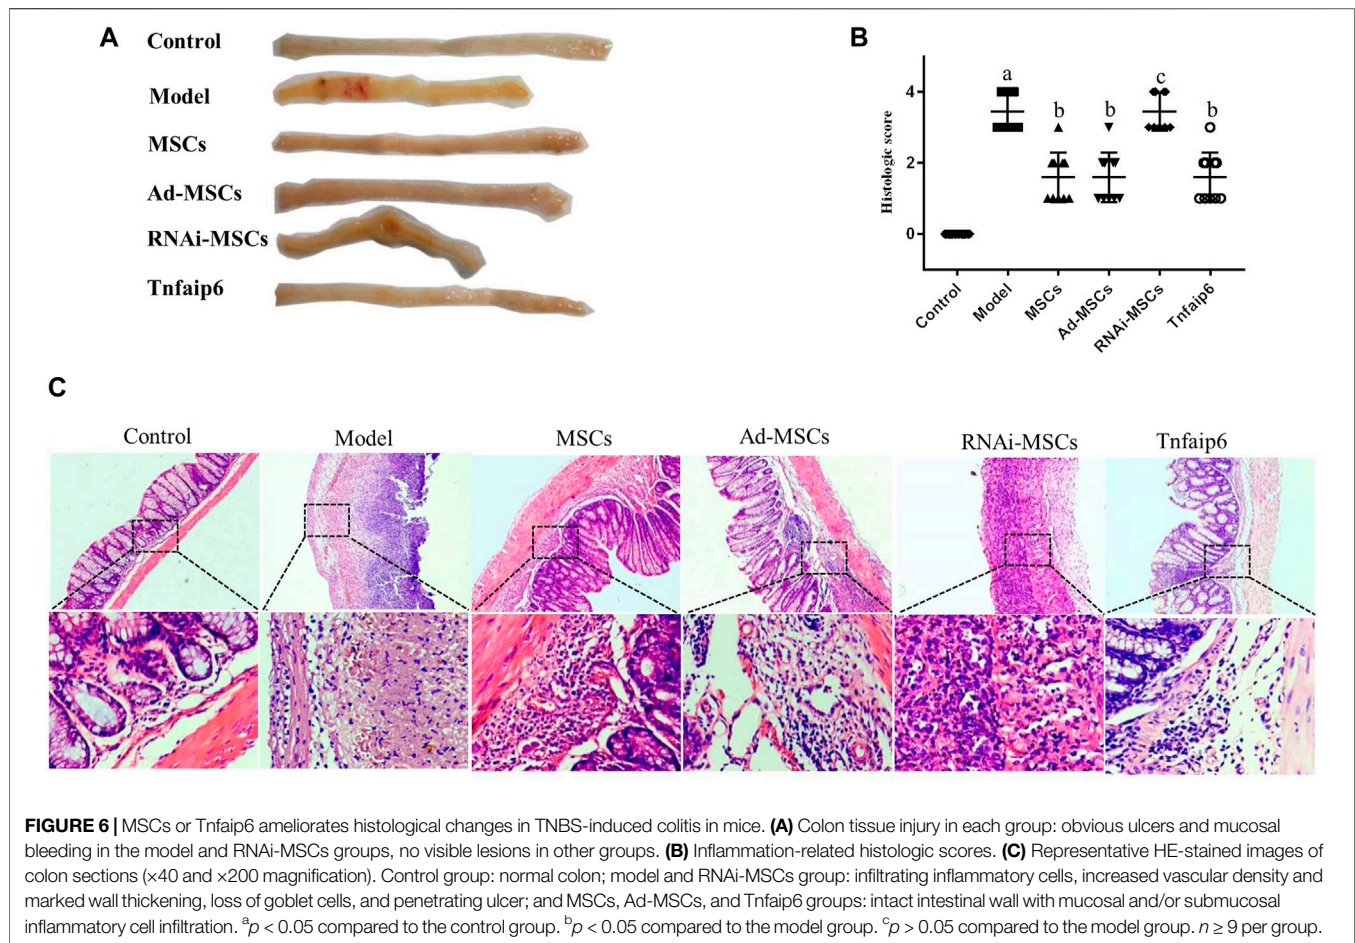 A
Control
Model
MSCs
Ad-MSCs
RNAi-MSCs
Tnfaip6
B
Histologic score
4
2
0
a
b
b
c
b
Control
Model
MSCs
Ad-MSCs
RNAi-MSCs
Tnfaip6
C
Control
Model
MSCs
Ad-MSCs
RNAi-MSCs
Tnfaip6
FIGURE 6 | MSCs or Tnfaip6 ameliorates histological changes in TNBS-induced colitis in mice. (A) Colon tissue injury in each group: obvious ulcers and mucosal
bleeding in the model and RNAi-MSCs groups, no visible lesions in other groups. (B) Inflammation-related histologic scores. (C) Representative HE-stained images of
colon sections (×40 and ×200 magnification). Control group: normal colon; model and RNAi-MSCs group: infiltrating inflammatory cells, increased vascular density and
marked wall thickening, loss of goblet cells, and penetrating ulcer; and MSCs, Ad-MSCs, and Tnfaip6 groups: intact intestinal wall with mucosal and/or submucosal
inflammatory cell infiltration. ᵃp < 0.05 compared to the control group. ᵇp < 0.05 compared to the model group. ᶜp > 0.05 compared to the model group. n ≥ 9 per group.